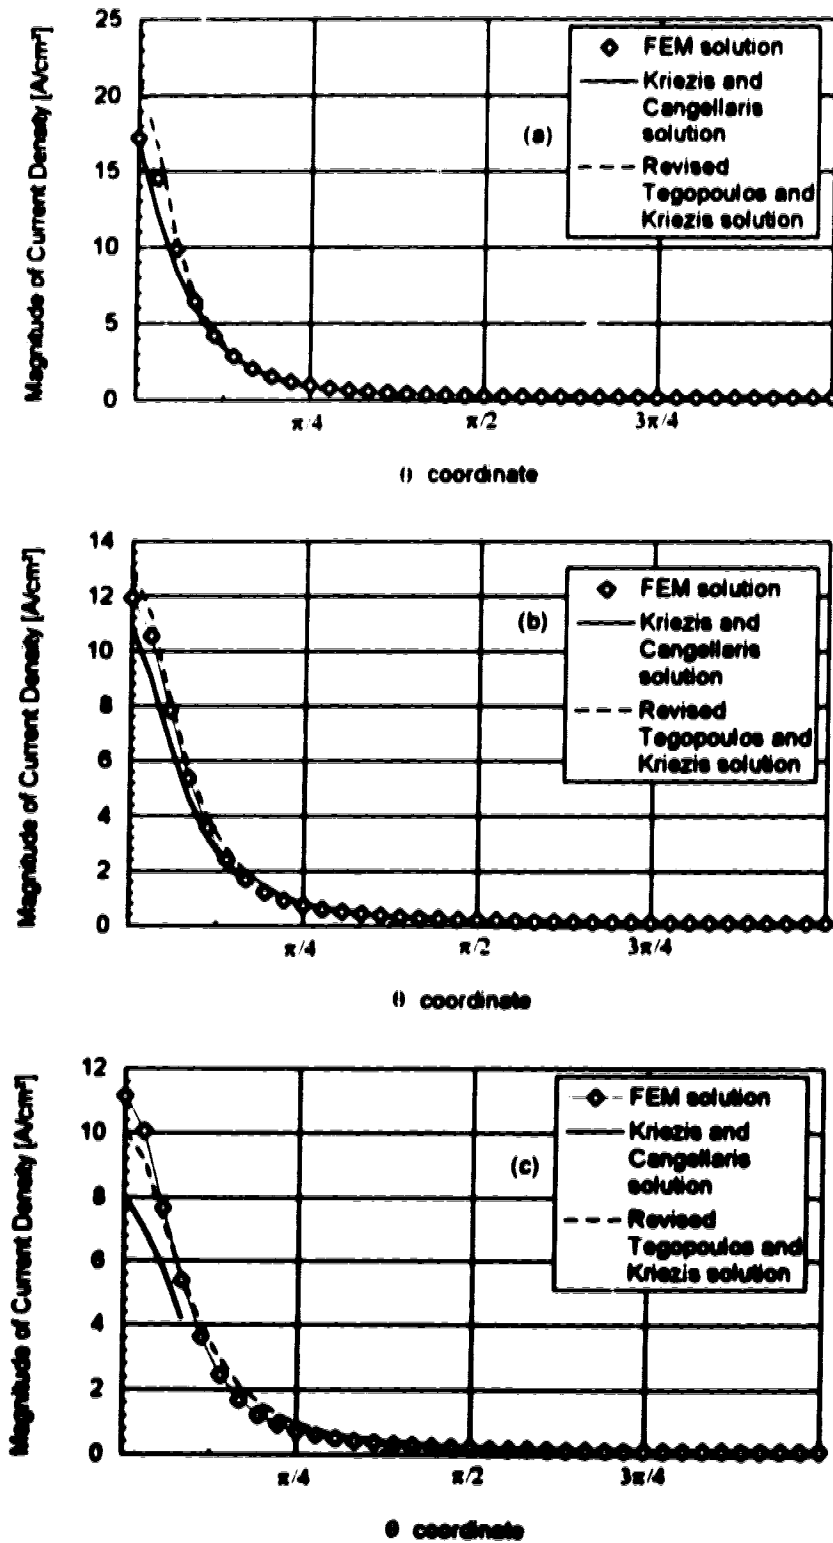 Magnitude of Current Density [A/cm²]
25
20
15
10
5
0
π/4
π/2
3π/4
θ coordinate
(a)
FEM solution
Kriezis and
Cangellaris
solution
Revised
Tegopoulos and
Kriezis solution
Magnitude of Current Density [A/cm²]
14
12
10
8
6
4
2
0
π/4
π/2
3π/4
θ coordinate
(b)
FEM solution
Kriezis and
Cangellaris
solution
Revised
Tegopoulos and
Kriezis solution
Magnitude of Current Density [A/cm²]
12
10
8
6
4
2
0
π/4
π/2
3π/4
θ coordinate
(c)
FEM solution
Kriezis and
Cangellaris
solution
Revised
Tegopoulos and
Kriezis solution